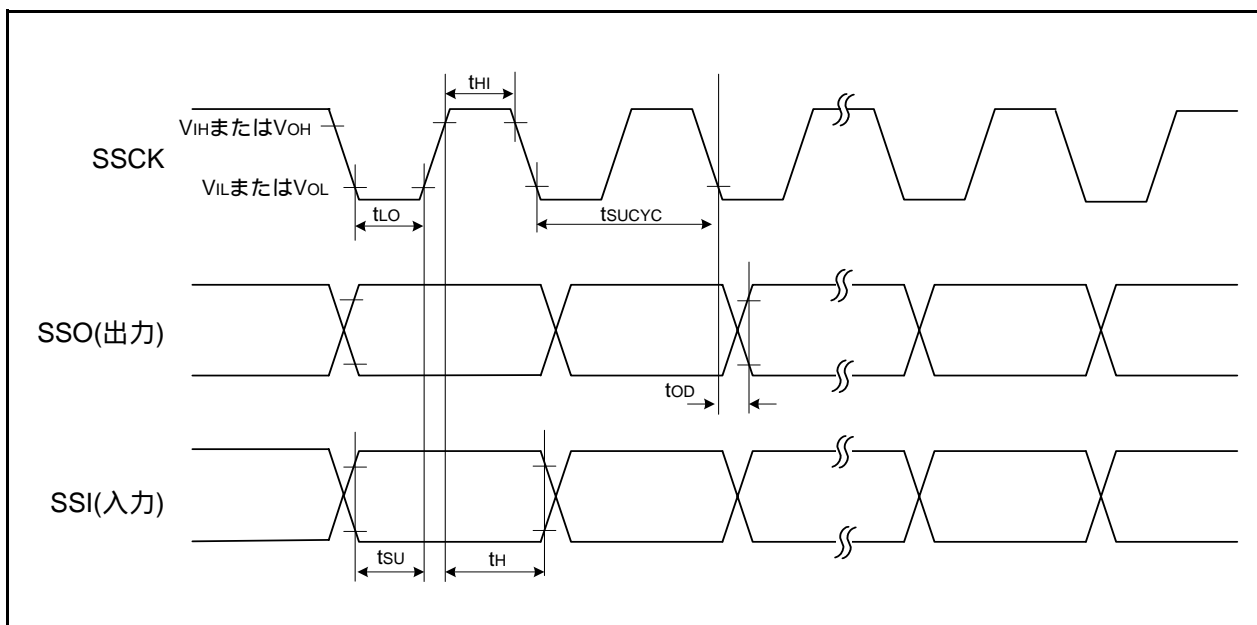 tHI
VIHまたはVOH
SSCK
VILまたはVOL
tLO
tSUCYC
SSO(出力)
tOD
SSI(入力)
tSU
tH